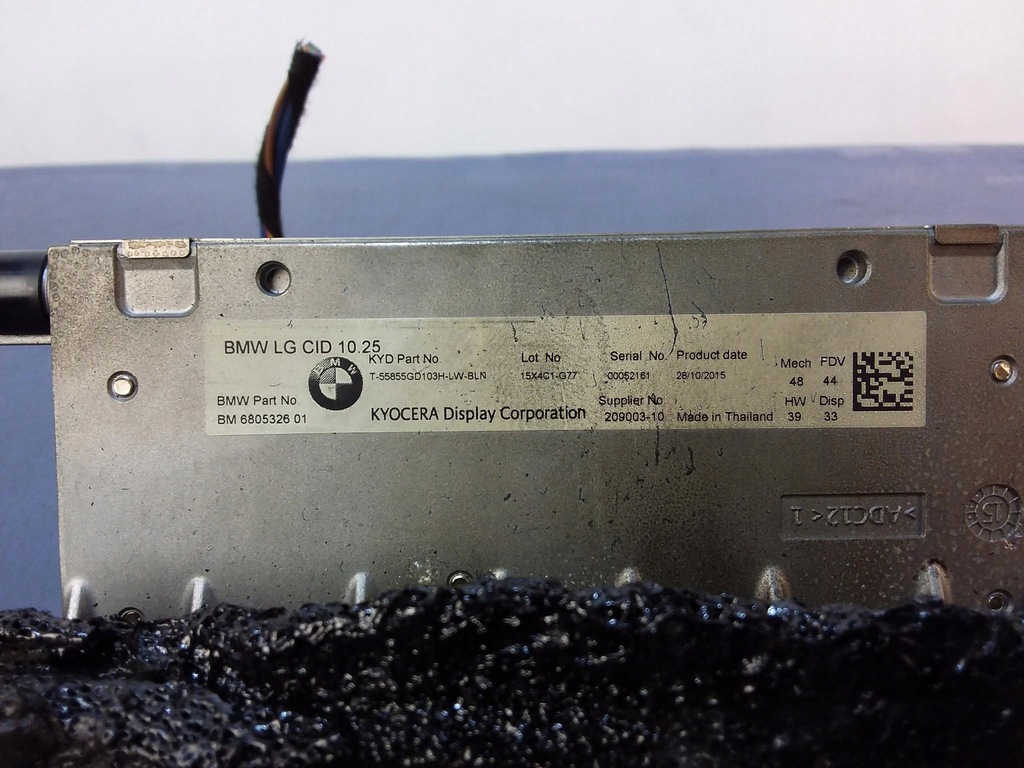 BMW LG CID 10.25
KYD Part No
T-55855GD103H-LW-BLN
BMW
BMW Part No
BM 6805326 01
KYOCERA Display Corporation
Lot No
15X4C1-G77
Serial No.
00052161
Product date
28/10/2015
Supplier No
209003-10
Made in Thailand
Mech FDV
48 44
HW Disp
39 33
>ADC12< 1
15